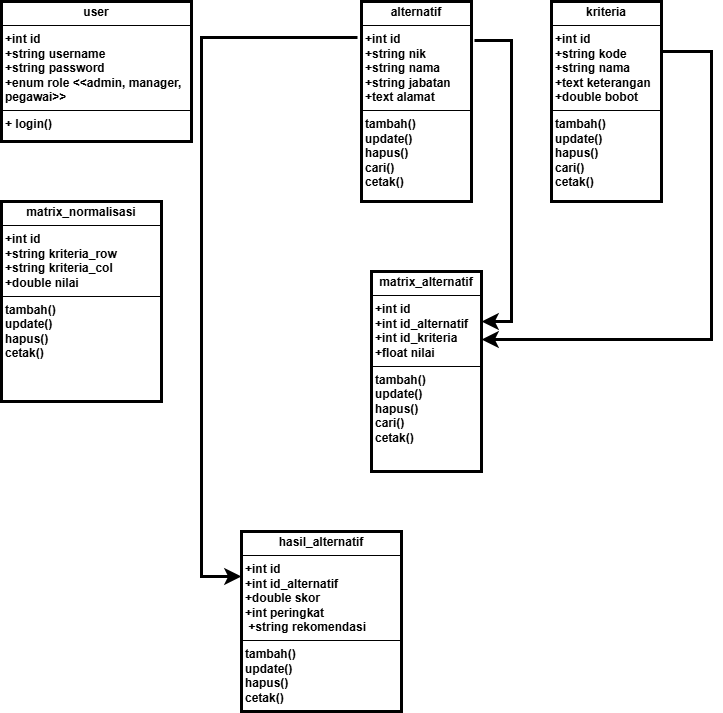 user
+int id
+string username
+string password
+enum role <<admin, manager,
pegawai>>
+ login()
alternatif
+int id
+string nik
+string nama
+string jabatan
+text alamat
tambah()
update()
hapus()
cari()
cetak()
kriteria
+int id
+string kode
+string nama
+text keterangan
+double bobot
tambah()
update()
hapus()
cari()
cetak()
matrix_normalisasi
+int id
+string kriteria_row
+string kriteria_col
+double nilai
tambah()
update()
hapus()
cetak()
matrix_alternatif
+int id
+int id_alternatif
+int id_kriteria
+float nilai
tambah()
update()
hapus()
cari()
cetak()
hasil_alternatif
+int id
+int id_alternatif
+double skor
+int peringkat
+string rekomendasi
tambah()
update()
hapus()
cetak()